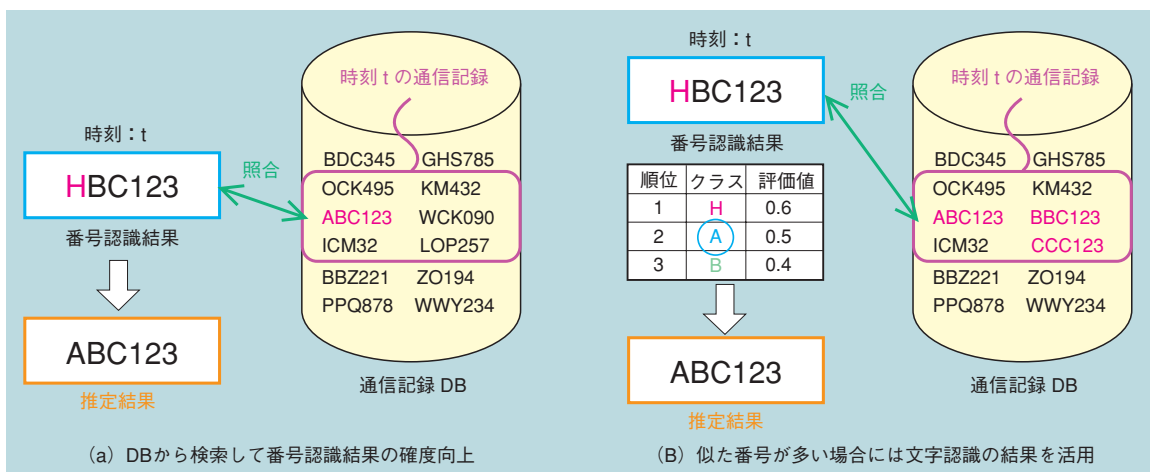 時刻:t
HBC123
番号認識結果
ABC123
推定結果
照合
時刻 t の通信記録
BDC345 GHS785
OCK495 KM432
ABC123 WCK090
ICM32 LOP257
BBZ221 ZO194
PPQ878 WWY234
通信記録 DB
(a)DBから検索して番号認識結果の確度向上
時刻:t
HBC123
番号認識結果
順位 クラス 評価値
1 H 0.6
2 A 0.5
3 B 0.4
ABC123
推定結果
照合
時刻 t の通信記録
BDC345 GHS785
OCK495 KM432
ABC123 BBC123
ICM32 CCC123
BBZ221 ZO194
PPQ878 WWY234
通信記録 DB
(B)似た番号が多い場合には文字認識の結果を活用